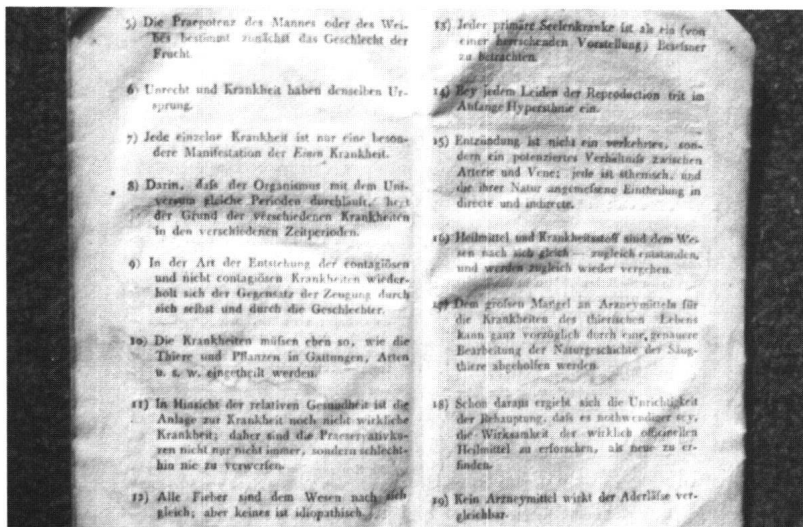 5) Die Praepotenz des Mannes oder des Wei-
bes bestimmt zunächst das Geschlecht der
Frucht.
6) Unrecht und Krankheit haben denselben Ur-
sprung.
7) Jede einzelne Krankheit ist nur eine beson-
dere Manifestation der Einen Krankheit.
8) Darin, daſs der Organismus mit dem Uni-
versum gleiche Perioden durchläuft, liegt
der Grund der verschiedenen Krankheiten
in den verschiedenen Zeitperioden.
9) In der Art der Entstehung der contagiösen
und nicht contagiösen Krankheiten wieder-
holt sich der Gegensatz der Zeugung durch
sich selbst und durch die Geschlechter.
10) Die Krankheiten müſsen eben so, wie die
Thiere und Pflanzen in Gattungen, Arten
u. s. w. eingetheilt werden.
11) In Hinsicht der relativen Gesundheit ist die
Anlage zur Krankheit noch nicht wirkliche
Krankheit; daher sind die Praeservativku-
ren nicht nur nicht immer, sondern schlecht-
hin nie zu verwerfen.
12) Alle Fieber sind dem Wesen nach sich
gleich; aber keines ist idiopathisch.
13) Jeder primäre Seelenkranke ist als ein (von
einer herrschenden Vorstellung) Besessner
zu betrachten.
14) Bey jedem Leiden der Reproduction trit im
Anfange Hypersthnie ein.
15) Entzündung ist nicht ein verkehrtes, son-
dern ein potenziertes Verhältniſs zwischen
Arterie und Vene; jede ist sthenisch, und
die ihrer Natur angemeſsene Eintheilung in
directe und indirecte.
16) Heilmittel und Krankheitsstoff sind dem We-
sen nach sich gleich — zugleich entstanden,
und werden zugleich wieder vergehen.
17) Dem groſsen Mangel an Arzneymitteln für
die Krankheiten des thierischen Lebens
kann ganz vorzüglich durch eine genauere
Bearbeitung der Naturgeschichte der Säug-
thiere abgeholfen werden.
18) Schon daraus ergiebt sich die Unrichtigkeit
der Behauptung, daſs es nothwendiger sey,
die Wirksamkeit der wirklich officinellen
Heilmittel zu erforschen, als neue zu er-
finden.
19) Kein Arzneymittel wirkt der Aderläſse ver-
gleichbar.